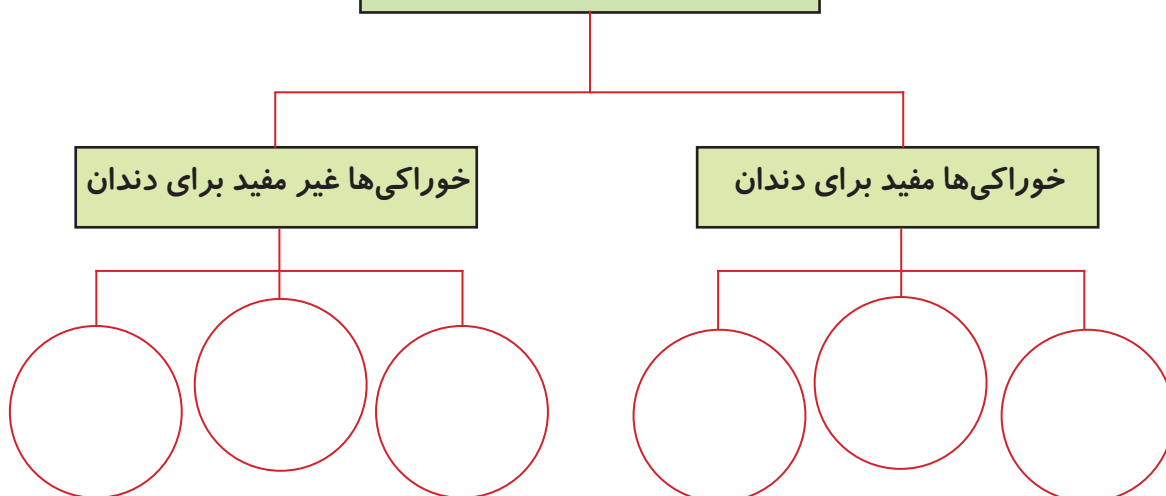 خوراکی‌ها مفید برای دندان
خوراکی‌ها غیر مفید برای دندان